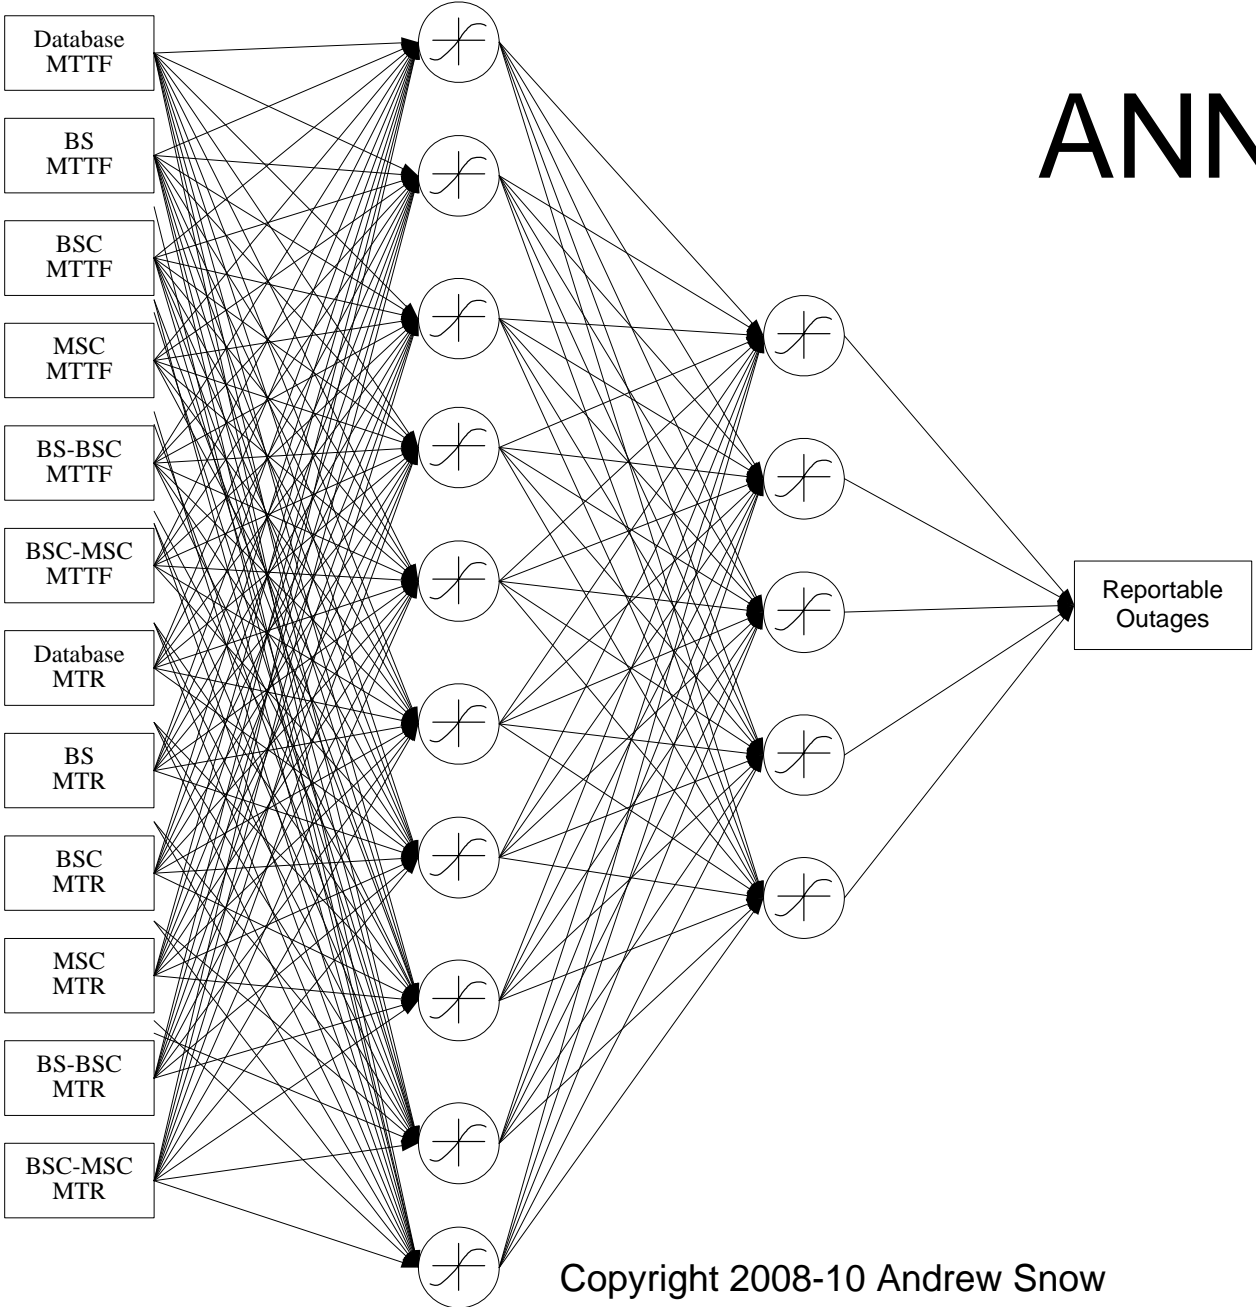 Database
MTTF
BS
MTTF
BSC
MTTF
MSC
MTTF
BS-BSC
MTTF
BSC-MSC
MTTF
Database
MTR
BS
MTR
BSC
MTR
MSC
MTR
BS-BSC
MTR
BSC-MSC
MTR
ANN
Reportable
Outages
Copyright 2008-10 Andrew Snow